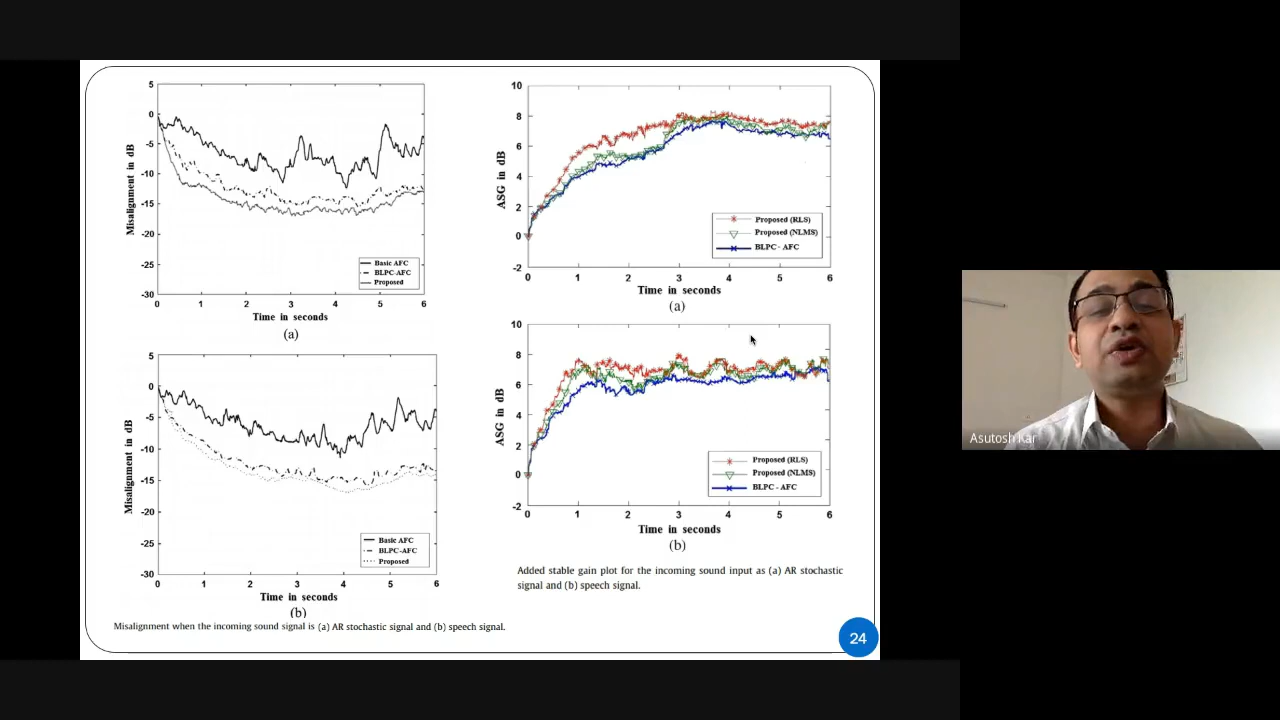 5
0
-5
-10
-15
-20
-25
-30
Misalignment in dB
Basic AFC
BLPC-AFC
Proposed
0 1 2 3 4 5 6
Time in seconds
(a)
5
0
-5
-10
-15
-20
-25
-30
Misalignment in dB
Basic AFC
BLPC-AFC
Proposed
0 1 2 3 4 5 6
Time in seconds
(b)
Misalignment when the incoming sound signal is (a) AR stochastic signal and (b) speech signal.
10
8
6
4
2
0
-2
ASG in dB
Proposed (RLS)
Proposed (NLMS)
BLPC - AFC
0 1 2 3 4 5 6
Time in seconds
(a)
10
8
6
4
2
0
-2
ASG in dB
Proposed (RLS)
Proposed (NLMS)
BLPC - AFC
0 1 2 3 4 5 6
Time in seconds
(b)
Added stable gain plot for the incoming sound input as (a) AR stochastic
signal and (b) speech signal.
24
Asutosh Kar